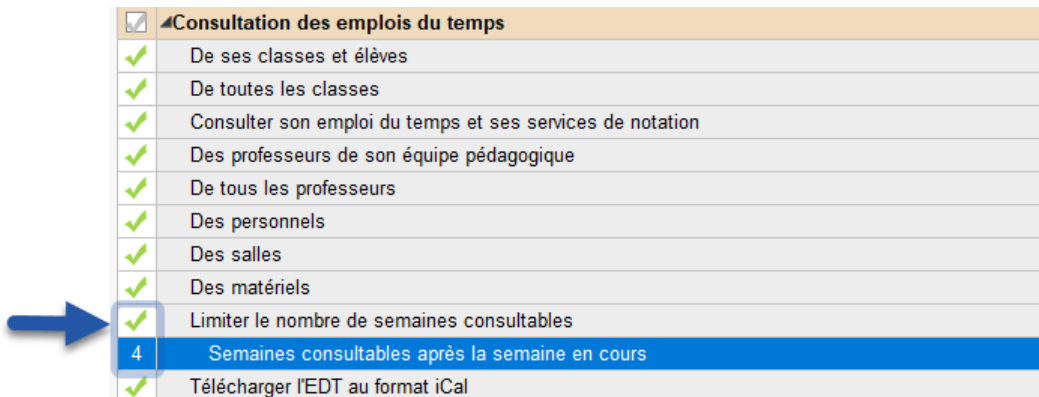 Consultation des emplois du temps
De ses classes et élèves
De toutes les classes
Consulter son emploi du temps et ses services de notation
Des professeurs de son équipe pédagogique
De tous les professeurs
Des personnels
Des salles
Des matériels
Limiter le nombre de semaines consultables
4 Semaines consultables après la semaine en cours
Télécharger l'EDT au format iCal